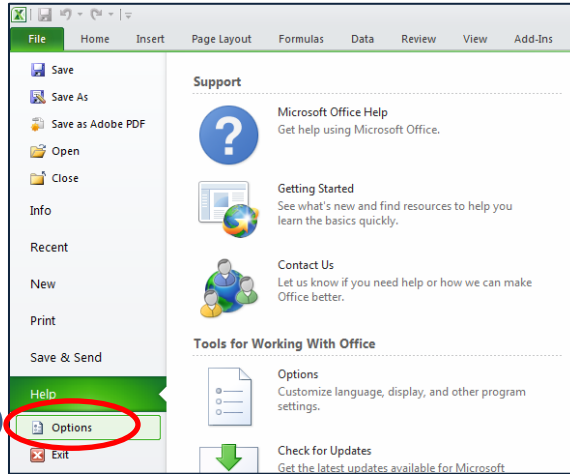 File Home Insert Page Layout Formulas Data Review View Add-Ins
Save
Save As
Save as Adobe PDF
Open
Close
Info
Recent
New
Print
Save & Send
Help
Options
Exit
Support
Microsoft Office Help
Get help using Microsoft Office.
Getting Started
See what's new and find resources to help you
learn the basics quickly.
Contact Us
Let us know if you need help or how we can make
Office better.
Tools for Working With Office
Options
Customize language, display, and other program
settings.
Check for Updates
Get the latest updates available for Microsoft